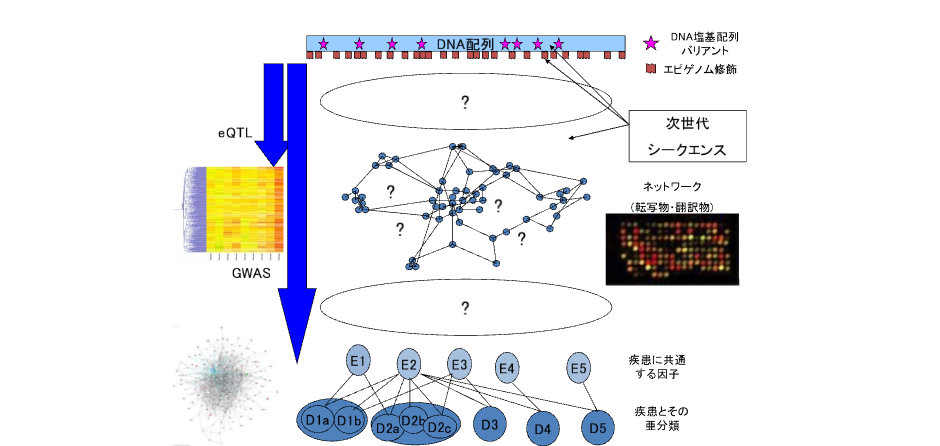 DNA配列
DNA塩基配列
バリアント
エピゲノム修飾
?
eQTL
次世代
シークエンス
?
?
?
?
ネットワーク
(転写物・翻訳物)
GWAS
?
E1
E2
E3
E4
E5
疾患に共通
する因子
D1a
D1b
D2a
D2b
D2c
D3
D4
D5
疾患とその
亜分類